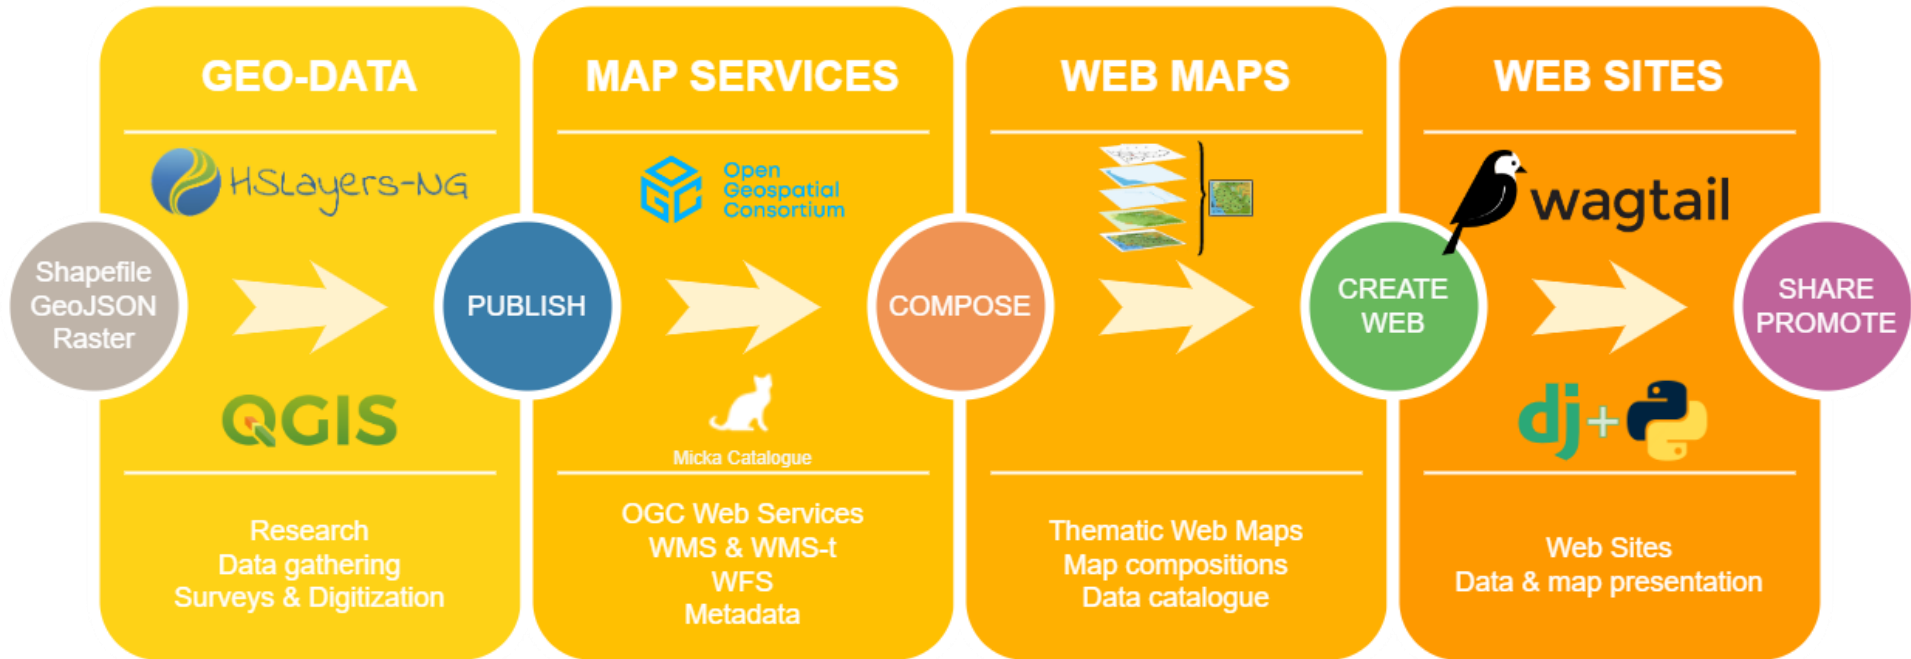 GEO-DATA
HSLayers-NG
Shapefile
GeoJSON
Raster
QGIS
Research
Data gathering
Surveys & Digitization
PUBLISH
MAP SERVICES
OGC
Open
Geospatial
Consortium
Micka Catalogue
OGC Web Services
WMS & WMS-t
WFS
Metadata
COMPOSE
WEB MAPS
Thematic Web Maps
Map compositions
Data catalogue
CREATE
WEB
WEB SITES
wagtail
dj+
Web Sites
Data & map presentation
SHARE
PROMOTE